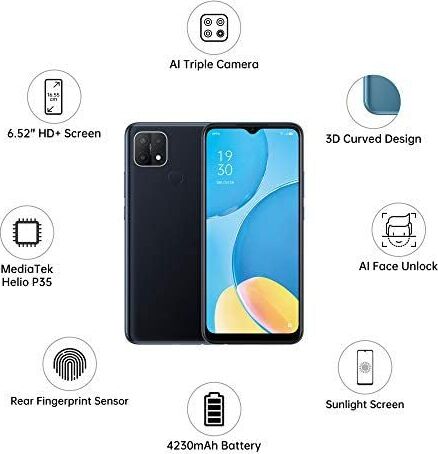 AI Triple Camera
16.55
cm
6.52" HD+ Screen
3D Curved Design
19
30
MediaTek
Helio P35
AI Face Unlock
Rear Fingerprint Sensor
Sunlight Screen
4230mAh Battery